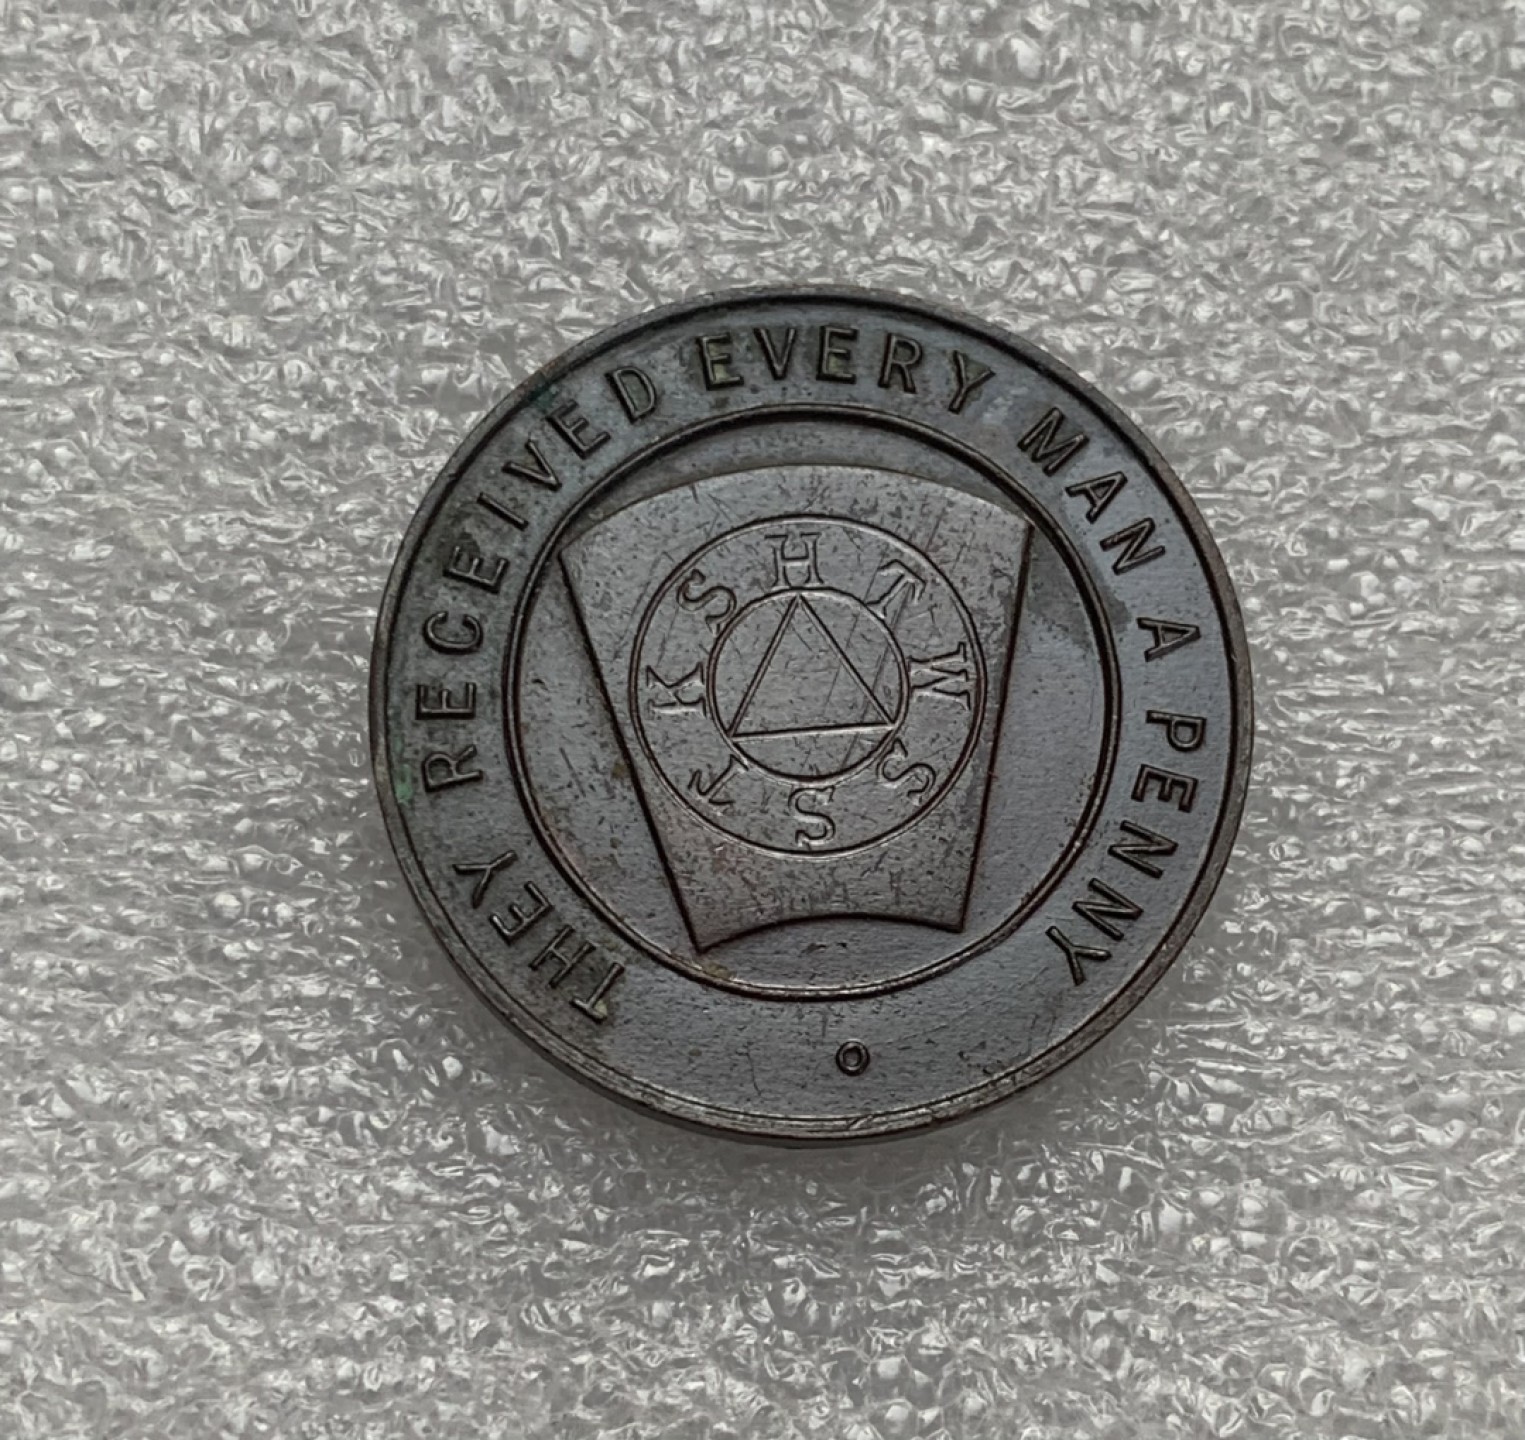 THEY RECEIVED EVERY MAN A PENNY
H T W S S T K S